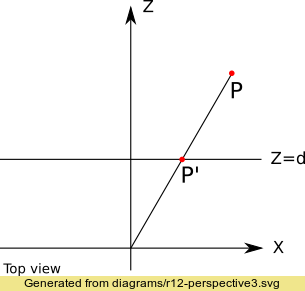 Z
P
Z=d
P'
X
Top view
Generated from diagrams/r12-perspective3.svg